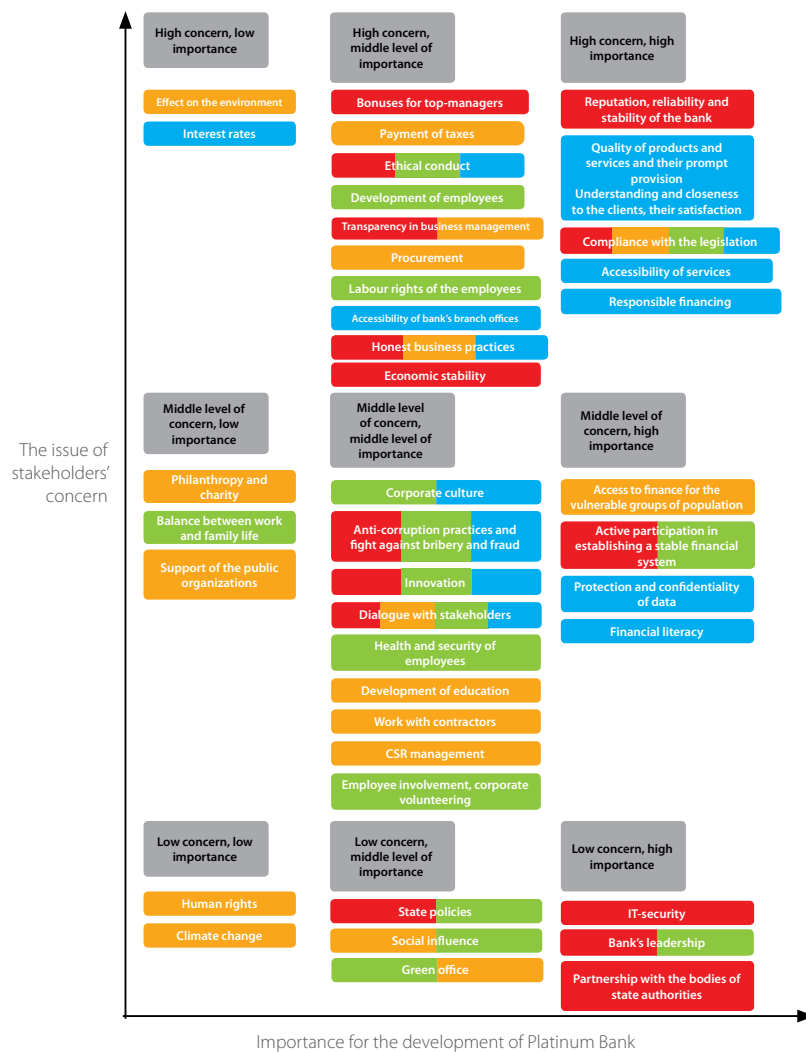 High concern, low
importance
Effect on the environment
Interest rates
High concern,
middle level of
importance
Bonuses for top-managers
Payment of taxes
Ethical conduct
Development of employees
Transparency in business management
Procurement
Labour rights of the employees
Accessibility of bank's branch offices
Honest business practices
Economic stability
High concern, high
importance
Reputation, reliability and
stability of the bank
Quality of products and
services and their prompt
provision
Understanding and closeness
to the clients, their satisfaction
Compliance with the legislation
Accessibility of services
Responsible financing
The issue of
stakeholders'
concern
Middle level of
concern, low
importance
Philanthropy and
charity
Balance between work
and family life
Support of the public
organizations
Middle level
of concern,
middle level of
importance
Corporate culture
Anti-corruption practices and
fight against bribery and fraud
Innovation
Dialogue with stakeholders
Health and security of
employees
Development of education
Work with contractors
CSR management
Employee involvement, corporate
volunteering
Middle level of
concern, high
importance
Access to finance for the
vulnerable groups of population
Active participation in
establishing a stable financial
system
Protection and confidentiality
of data
Financial literacy
Low concern, low
importance
Human rights
Climate change
Low concern,
middle level of
importance
State policies
Social influence
Green office
Low concern, high
importance
IT-security
Bank's leadership
Partnership with the bodies of
state authorities
Importance for the development of Platinum Bank